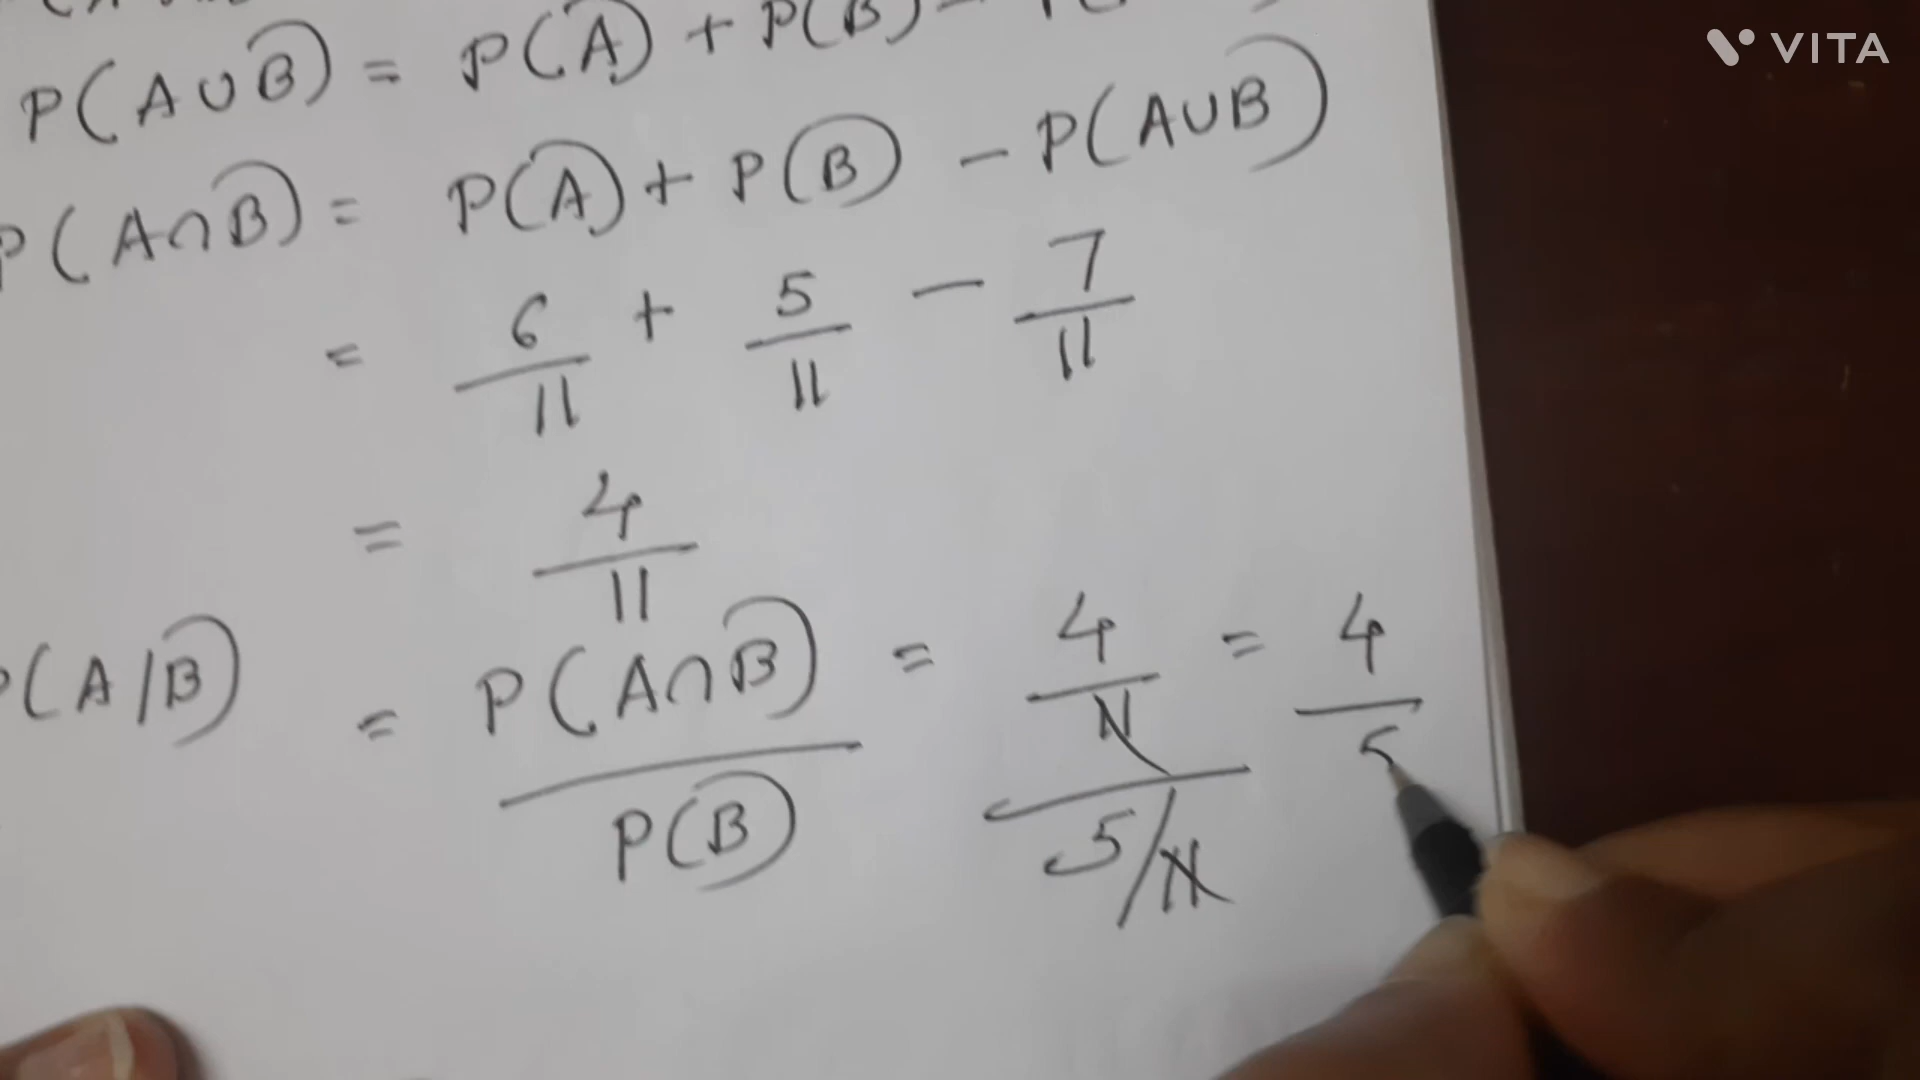 VITA
P(A∪B) = P(A) + P(B) -
P(A∩B) = P(A) + P(B) - P(A∪B)
= 6/11 + 5/11 - 7/11
= 4/11
P(A/B) = P(A∩B)/P(B) = 4/11 / 5/11 = 4/5